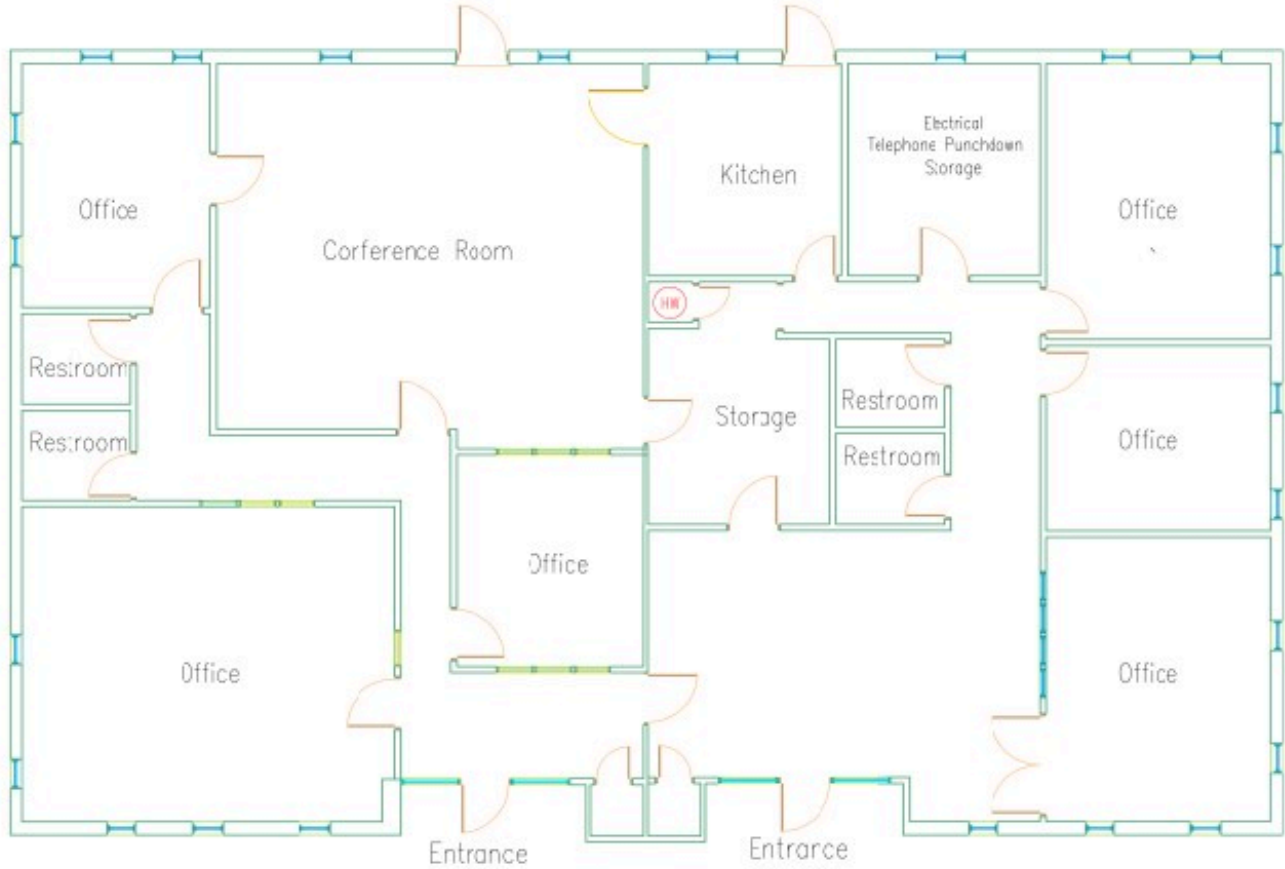 Electrical
Telephone Punchdown
Storage
Kitchen
Office
Office
Corference Room
HW
Restroom
Restroom
Storage
Restroom
Restroom
Office
Office
Office
Office
Entrance
Entrarce